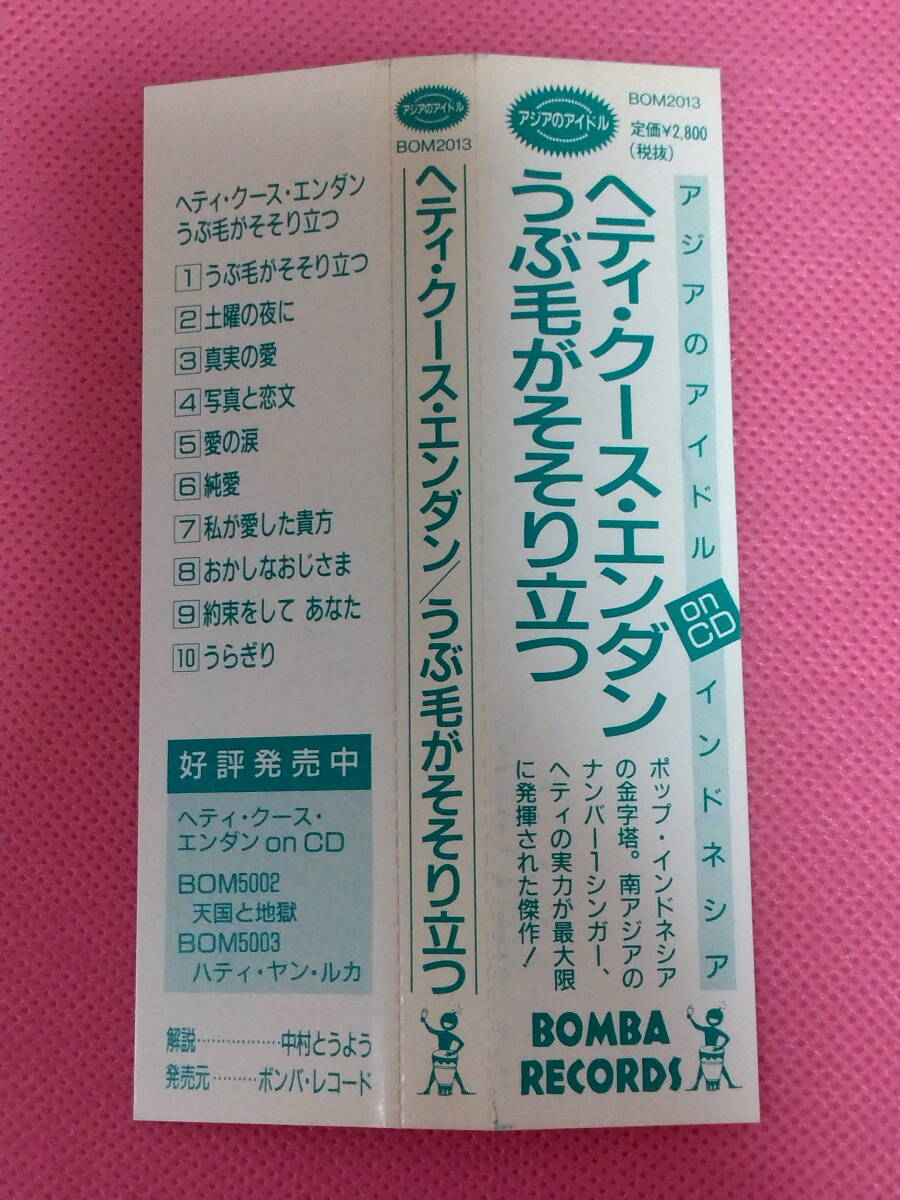 ヘティ・クース・エンダン
うぶ毛がそそり立つ
1 うぶ毛がそそり立つ
2 土曜の夜に
3 真実の愛
4 写真と恋文
5 愛の涙
6 純愛
7 私が愛した貴方
8 おかしなおじさま
9 約束をして あなた
10 うらぎり
好評発売中
ヘティ・クース・
エンダン on CD
BOM5002
天国と地獄
BOM5003
ハティ・ヤン・ルカ
解説………………中村とうよう
発売元………ボンバ・レコード
アジアのアイドル
BOM2013
ヘティ・クース・エンダン/うぶ毛がそそり立つ
アジアのアイドル
BOM2013
定価¥2,800
(税抜)
アジアのアイドル
on
CD
インドネシア
ヘティ・クース・エンダン
うぶ毛がそそり立つ
ポップ・インドネシア
の金字塔。南アジアの
ナンバー1シンガー、
ヘティの実力が最大限
に発揮された傑作!
BOMBA
RECORDS